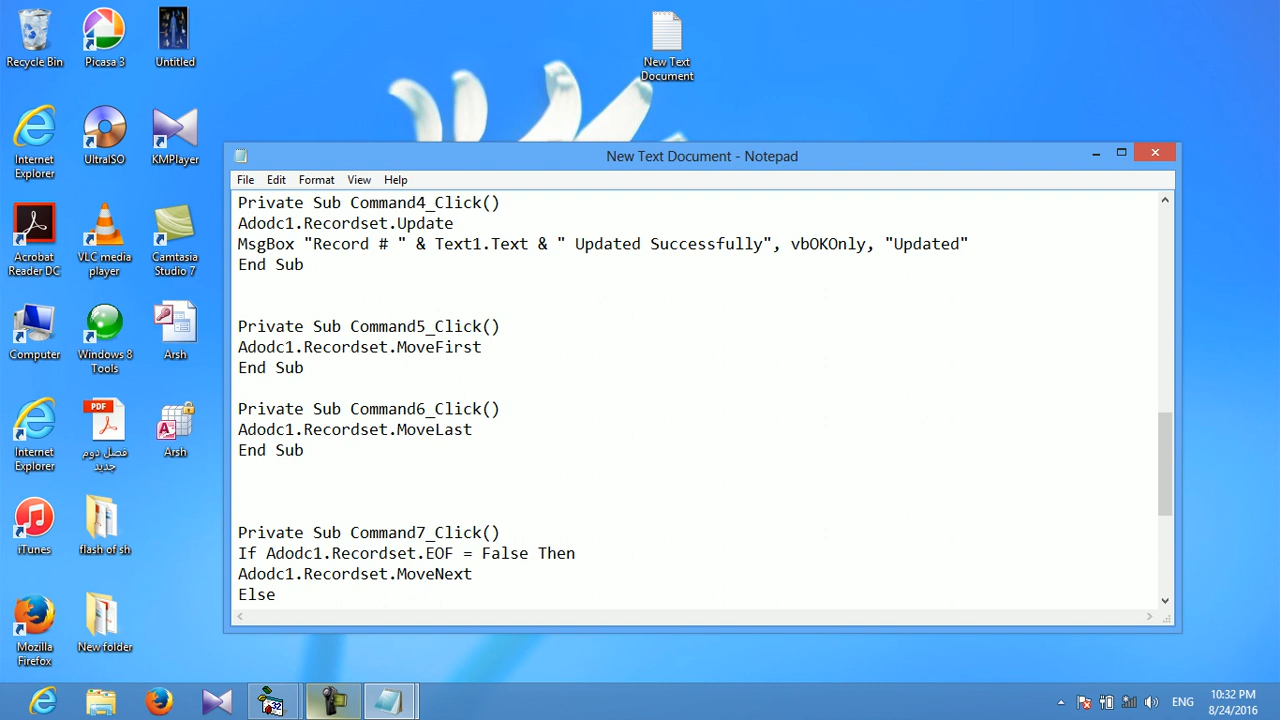 Recycle Bin
Picasa 3
Untitled
New Text
Document
Internet
Explorer
UltraISO
KMPlayer
Acrobat
Reader DC
VLC media
player
Camtasia
Studio 7
Computer
Windows 8
Tools
Arsh
Internet
Explorer
PDF
فصل دوم
جدید
Arsh
iTunes
flash of sh
Mozilla
Firefox
New folder
New Text Document - Notepad
File Edit Format View Help
Private Sub Command4_Click()
Adodc1.Recordset.Update
MsgBox "Record # " & Text1.Text & " Updated Successfully", vbOKOnly, "Updated"
End Sub
Private Sub Command5_Click()
Adodc1.Recordset.MoveFirst
End Sub
Private Sub Command6_Click()
Adodc1.Recordset.MoveLast
End Sub
Private Sub Command7_Click()
If Adodc1.Recordset.EOF = False Then
Adodc1.Recordset.MoveNext
Else
32
ENG
10:32 PM
8/24/2016